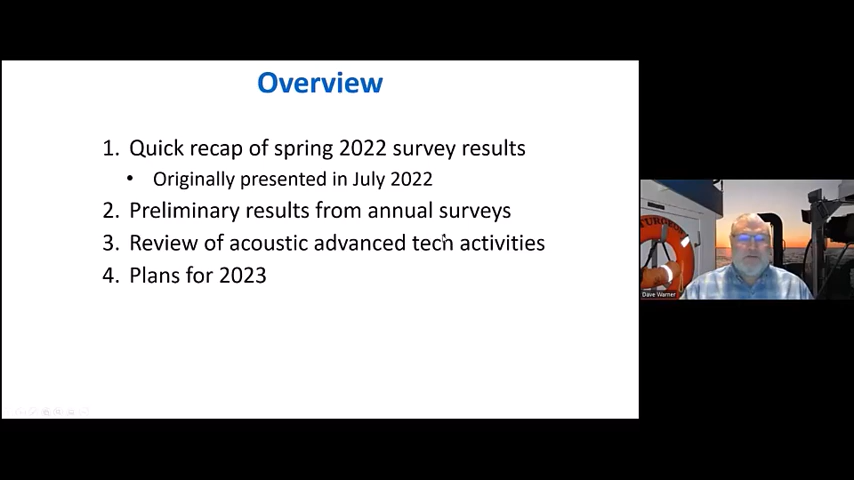 Overview
1. Quick recap of spring 2022 survey results
• Originally presented in July 2022
2. Preliminary results from annual surveys
3. Review of acoustic advanced tech activities
4. Plans for 2023
TURGEON
Dave Warner